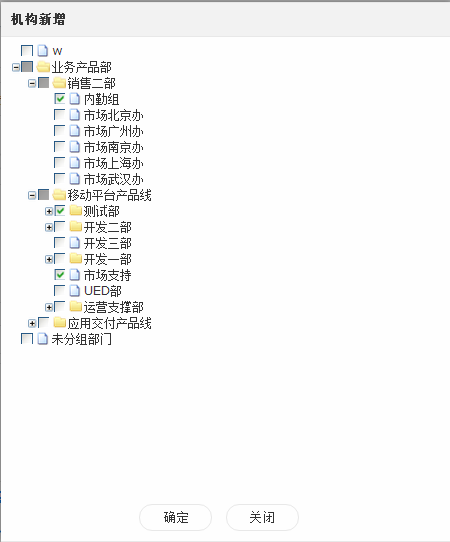 机构新增
w
业务产品部
销售二部
内勤组
市场北京办
市场广州办
市场南京办
市场上海办
市场武汉办
移动平台产品线
测试部
开发二部
开发三部
开发一部
市场支持
UED部
运营支撑部
应用交付产品线
未分组部门
确定 关闭